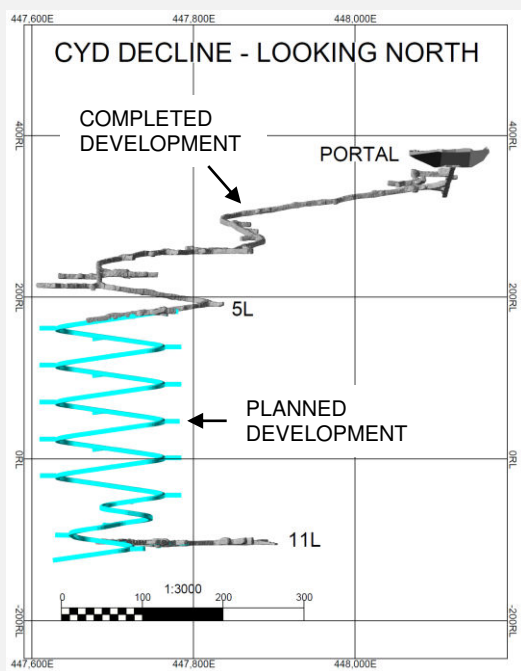 447,600E 447,800E 448,000E
CYD DECLINE - LOOKING NORTH
COMPLETED
DEVELOPMENT
400RL 400RL
PORTAL
200RL 200RL
5L
PLANNED
DEVELOPMENT
0RL 0RL
11L
1:3000
0 100 200 300
-200RL -200RL
447,600E 447,800E 448,000E